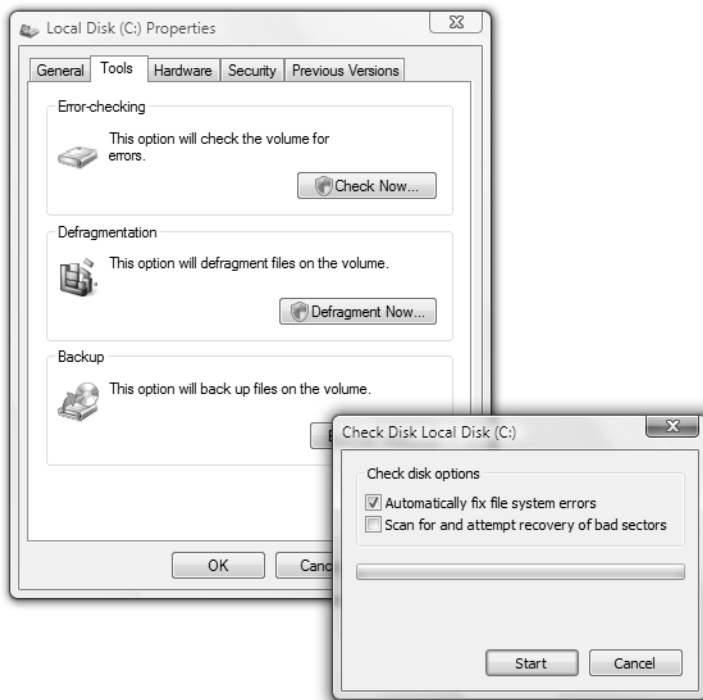 Local Disk (C:) Properties
General Tools Hardware Security Previous Versions
Error-checking
This option will check the volume for
errors.
Check Now...
Defragmentation
This option will defragment files on the volume.
Defragment Now...
Backup
This option will back up files on the volume.
OK
Check Disk Local Disk (C:)
Check disk options
Automatically fix file system errors
Scan for and attempt recovery of bad sectors
Start Cancel